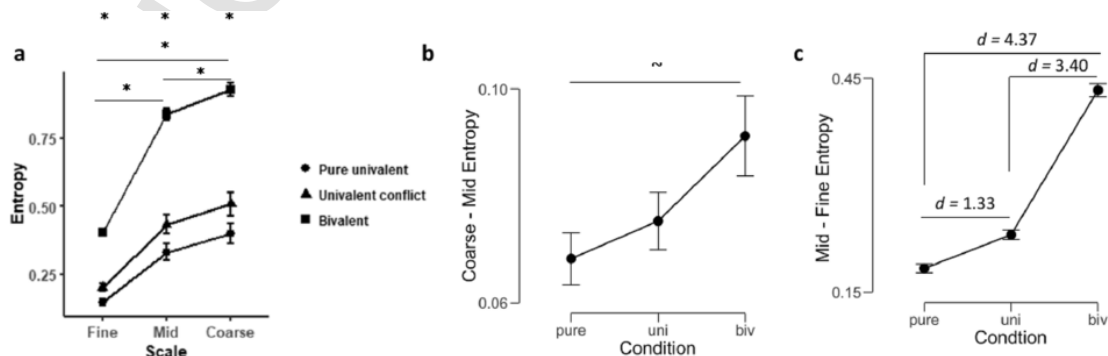 * * *
a
*
* *
Entropy
0.75
0.50
0.25
Fine Mid Coarse
Scale
Pure univalent
Univalent conflict
Bivalent
b
~
0.10
Coarse - Mid Entropy
0.06
pure uni biv
Condition
c
d = 4.37
d = 3.40
0.45
Mid - Fine Entropy
d = 1.33
0.15
pure uni biv
Condtion